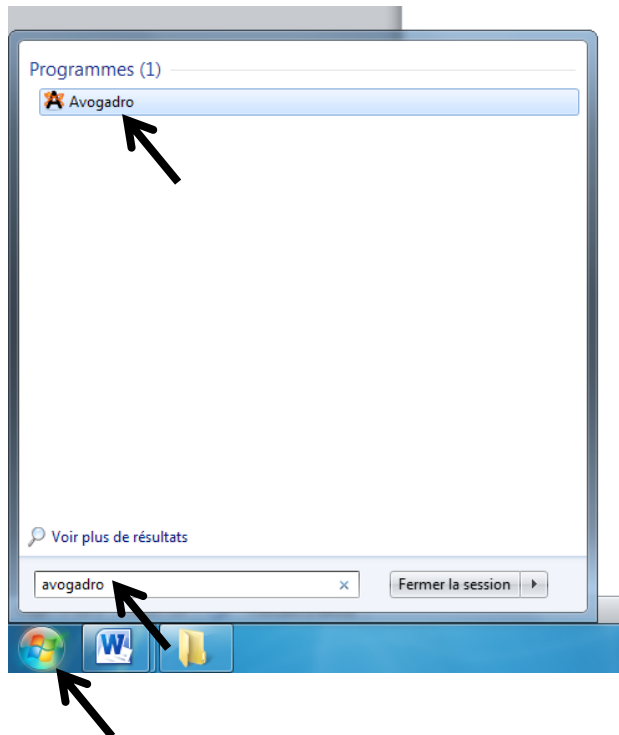 Programmes (1)
Avogadro
Voir plus de résultats
avogadro
Fermer la session
W